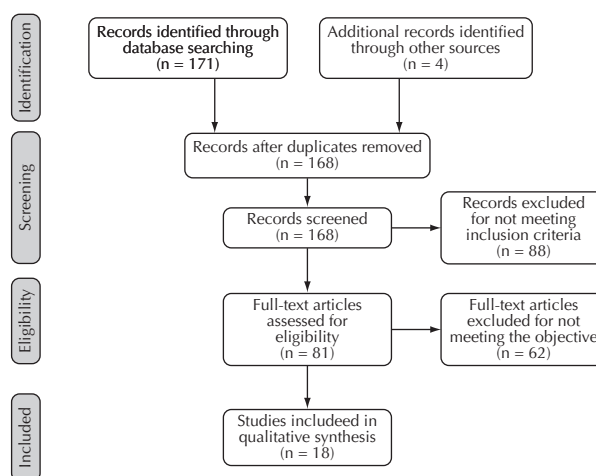 Identification
Records identified through
database searching
(n = 171)
Additional records identified
through other sources
(n = 4)
Screening
Records after duplicates removed
(n = 168)
Records screened
(n = 168)
Records excluded
for not meeting
inclusion criteria
(n = 88)
Eligibility
Full-text articles
assessed for
eligibility
(n = 81)
Full-text articles
excluded for not
meeting the objective
(n = 62)
Included
Studies includeed in
qualitative synthesis
(n = 18)